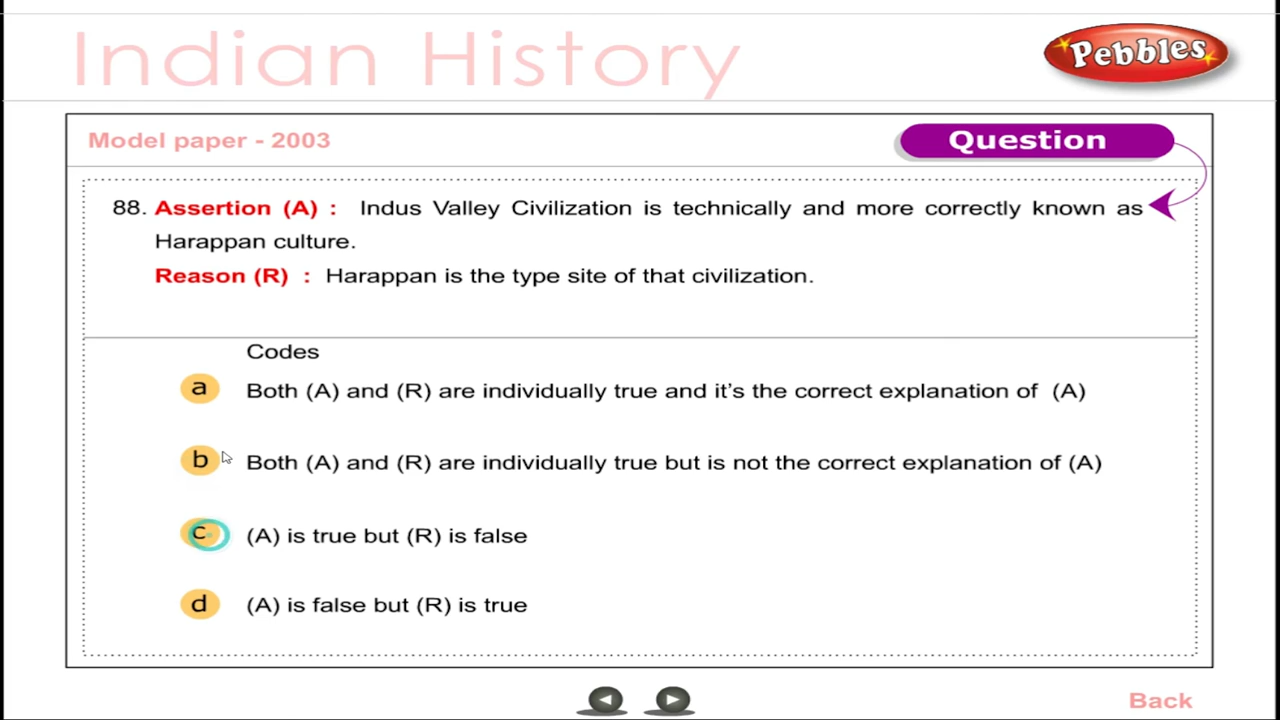 Indian History
Pebbles
Model paper - 2003
Question
88. Assertion (A) : Indus Valley Civilization is technically and more correctly known as
Harappan culture.
Reason (R) : Harappan is the type site of that civilization.
Codes
a Both (A) and (R) are individually true and it's the correct explanation of (A)
b Both (A) and (R) are individually true but is not the correct explanation of (A)
c (A) is true but (R) is false
d (A) is false but (R) is true
Back